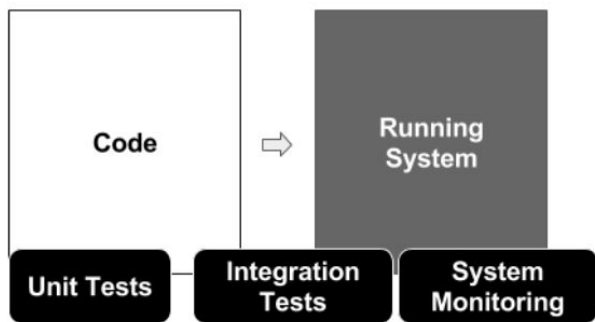 Code
Running
System
Unit Tests
Integration
Tests
System
Monitoring